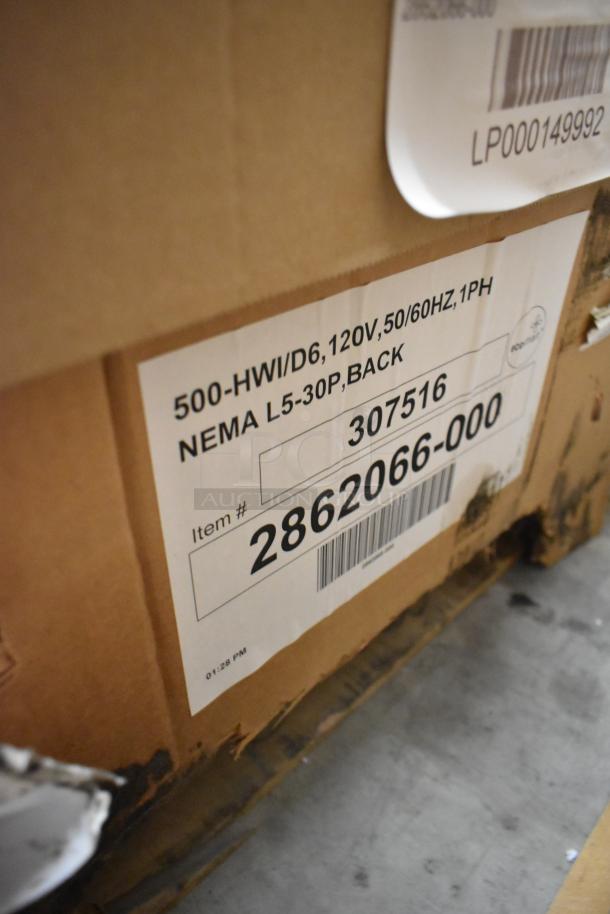 2862066-000
LP000149992
500-HWI/D6,120V,50/60HZ,1PH
NEMA L5-30P,BACK
307516
Item #
2862066-000
01:28 PM